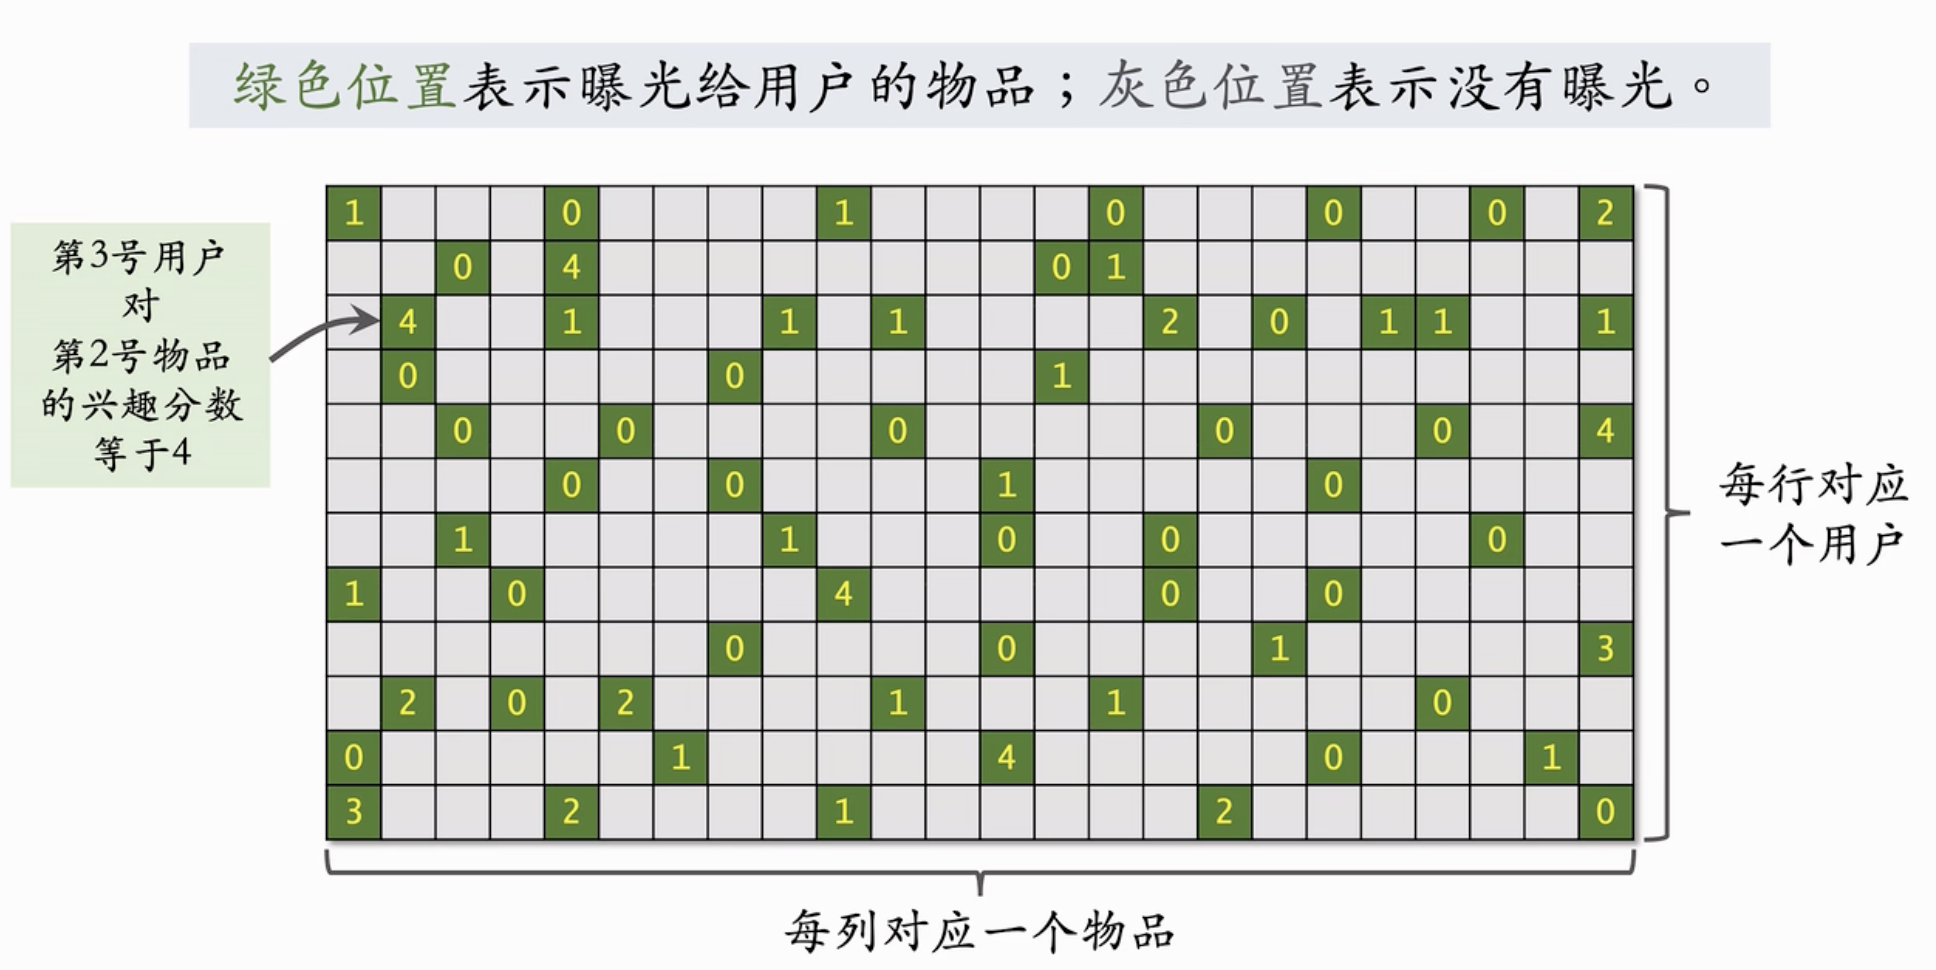 绿色位置表示曝光给用户的物品；灰色位置表示没有曝光。
第3号用户
对
第2号物品
的兴趣分数
等于4
1 0 1 0 0 0 2
0 4 0 1
4 1 1 1 2 0 1 1 1
0 0 1
0 0 0 0 0 4
0 0 1 0
1 1 0 0 0
1 0 4 0 0
0 0 1 3
2 0 2 1 1 0
0 1 4 0 1
3 2 1 2 0
每行对应
一个用户
每列对应一个物品